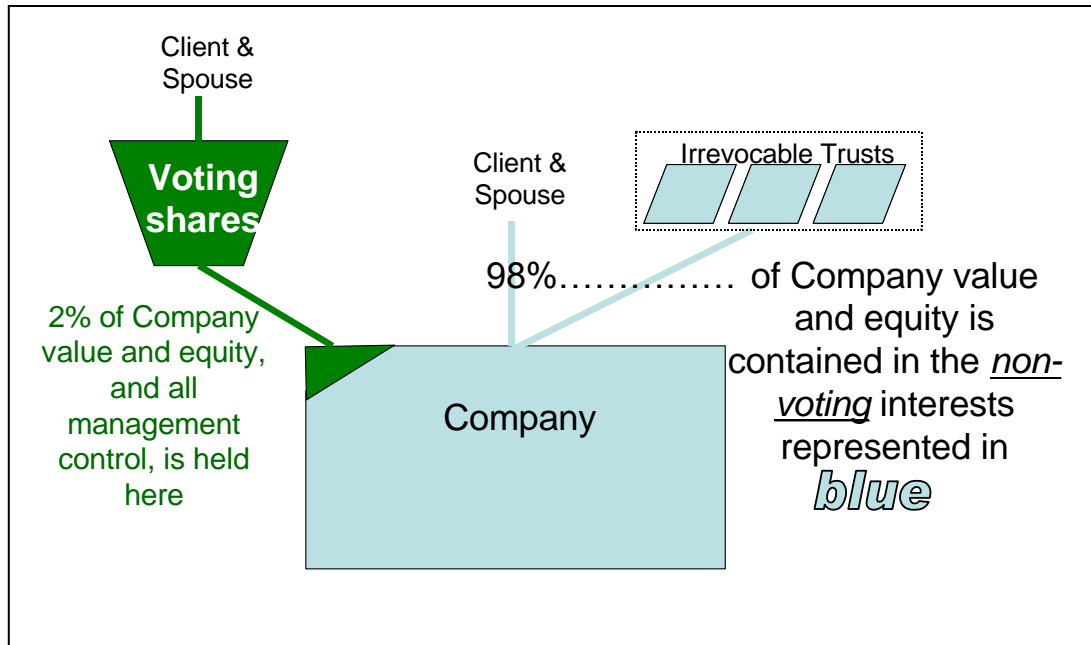 Client &
Spouse
Voting
shares
Client &
Spouse
Irrevocable Trusts
98%…………… of Company value
and equity is
contained in the non-
voting interests
represented in
blue
2% of Company
value and equity,
and all
management
control, is held
here
Company